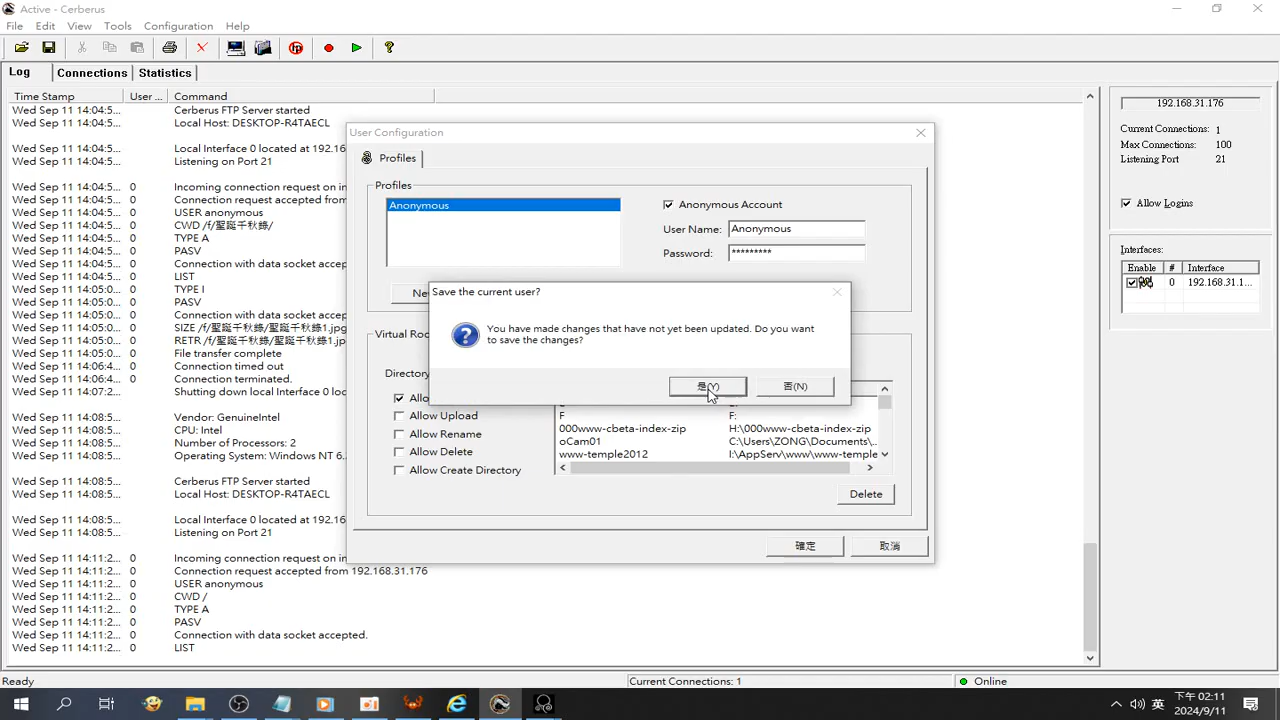 Active - Cerberus
File Edit View Tools Configuration Help
Log Connections Statistics
Time Stamp User ... Command
Wed Sep 11 14:04:5... Cerberus FTP Server started
Wed Sep 11 14:04:5... Local Host: DESKTOP-R4TAECL
Wed Sep 11 14:04:5... Local Interface 0 located at 192.16
Wed Sep 11 14:04:5... Listening on Port 21
Wed Sep 11 14:04:5... 0 Incoming connection request on in
Wed Sep 11 14:04:5... 0 Connection request accepted from
Wed Sep 11 14:04:5... 0 USER anonymous
Wed Sep 11 14:04:5... 0 CWD /f/聖誕千秋錄/
Wed Sep 11 14:04:5... 0 TYPE A
Wed Sep 11 14:04:5... 0 PASV
Wed Sep 11 14:04:5... 0 Connection with data socket accep
Wed Sep 11 14:04:5... 0 LIST
Wed Sep 11 14:05:0... 0 TYPE I
Wed Sep 11 14:05:0... 0 PASV
Wed Sep 11 14:05:0... 0 Connection with data socket accep
Wed Sep 11 14:05:0... 0 SIZE /f/聖誕千秋錄/聖誕千秋錄1.jpg
Wed Sep 11 14:05:0... 0 RETR /f/聖誕千秋錄/聖誕千秋錄1.jp
Wed Sep 11 14:05:0... 0 File transfer complete
Wed Sep 11 14:06:4... 0 Connection timed out
Wed Sep 11 14:06:4... 0 Connection terminated.
Wed Sep 11 14:07:2... Shutting down local Interface 0 loca
Wed Sep 11 14:08:5... Vendor: GenuineIntel
Wed Sep 11 14:08:5... CPU: Intel
Wed Sep 11 14:08:5... Number of Processors: 2
Wed Sep 11 14:08:5... Operating System: Windows NT 6.
Wed Sep 11 14:08:5... Cerberus FTP Server started
Wed Sep 11 14:08:5... Local Host: DESKTOP-R4TAECL
Wed Sep 11 14:08:5... Local Interface 0 located at 192.16
Wed Sep 11 14:08:5... Listening on Port 21
Wed Sep 11 14:11:2... 0 Incoming connection request on in
Wed Sep 11 14:11:2... 0 Connection request accepted from 192.168.31.176
Wed Sep 11 14:11:2... 0 USER anonymous
Wed Sep 11 14:11:2... 0 CWD /
Wed Sep 11 14:11:2... 0 TYPE A
Wed Sep 11 14:11:2... 0 PASV
Wed Sep 11 14:11:2... 0 Connection with data socket accepted.
Wed Sep 11 14:11:2... 0 LIST
User Configuration
Profiles
Profiles
Anonymous
Anonymous Account
User Name: Anonymous
Password: *********
Save the current user?
You have made changes that have not yet been updated. Do you want
to save the changes?
是(Y) 否(N)
Allow Upload
Allow Rename
Allow Delete
Allow Create Directory
F F:
000www-cbeta-index-zip H:\000www-cbeta-index-zip
oCam01 C:\Users\ZONG\Documents\..
www-temple2012 I:\AppServ\www\www-temple
Delete
確定 取消
192.168.31.176
Current Connections: 1
Max Connections: 100
Listening Port 21
Allow Logins
Interfaces:
Enable # Interface
0 192.168.31.1...
Ready Current Connections: 1 Online
英
下午 02:11
2024/9/11